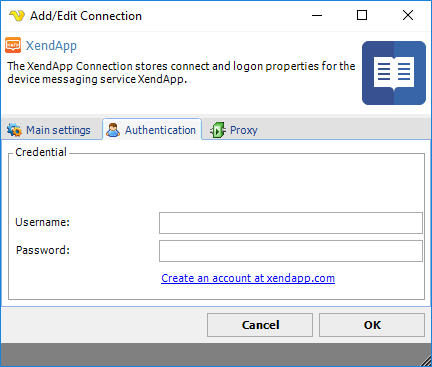 Add/Edit Connection
XendApp
The XendApp Connection stores connect and logon properties for the
device messaging service XendApp.
Main settings Authentication Proxy
Credential
Username:
Password:
Create an account at xendapp.com
Cancel OK